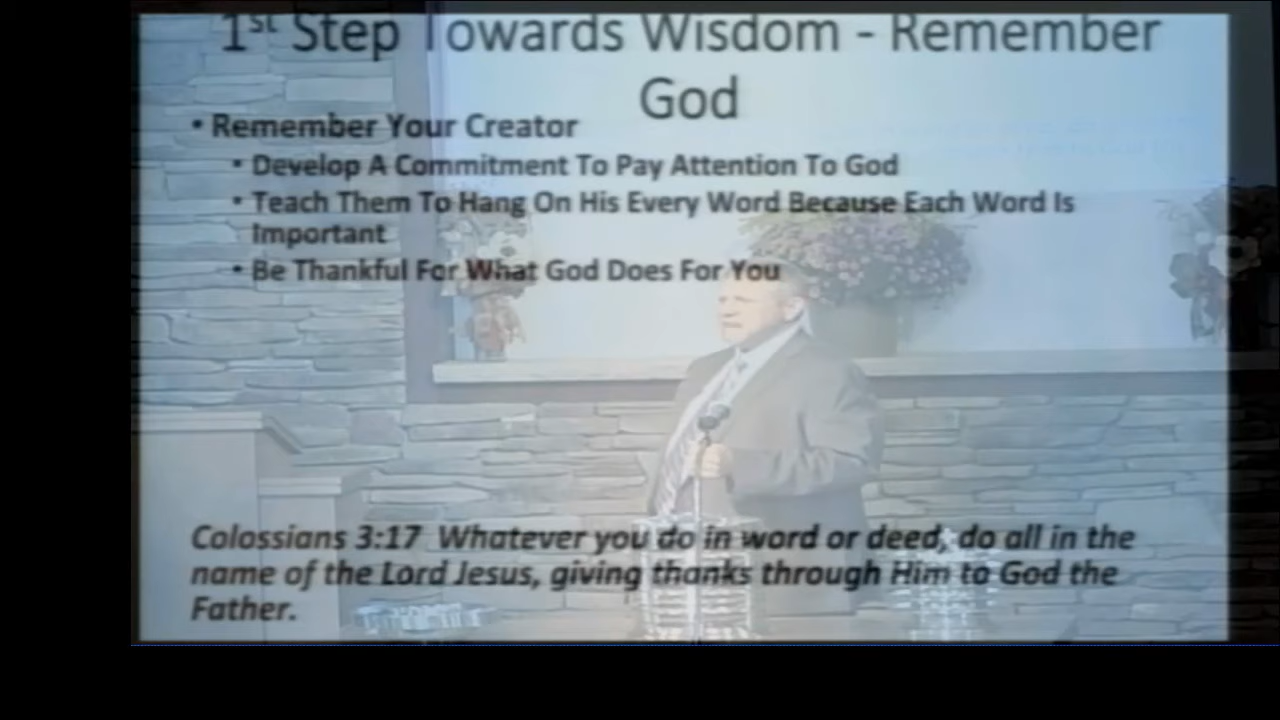 1st Step Towards Wisdom - Remember
God
• Remember Your Creator
• Develop A Commitment To Pay Attention To God
• Teach Them To Hang On His Every Word Because Each Word Is
Important
• Be Thankful For What God Does For You
Colossians 3:17 Whatever you do in word or deed, do all in the
name of the Lord Jesus, giving thanks through Him to God the
Father.